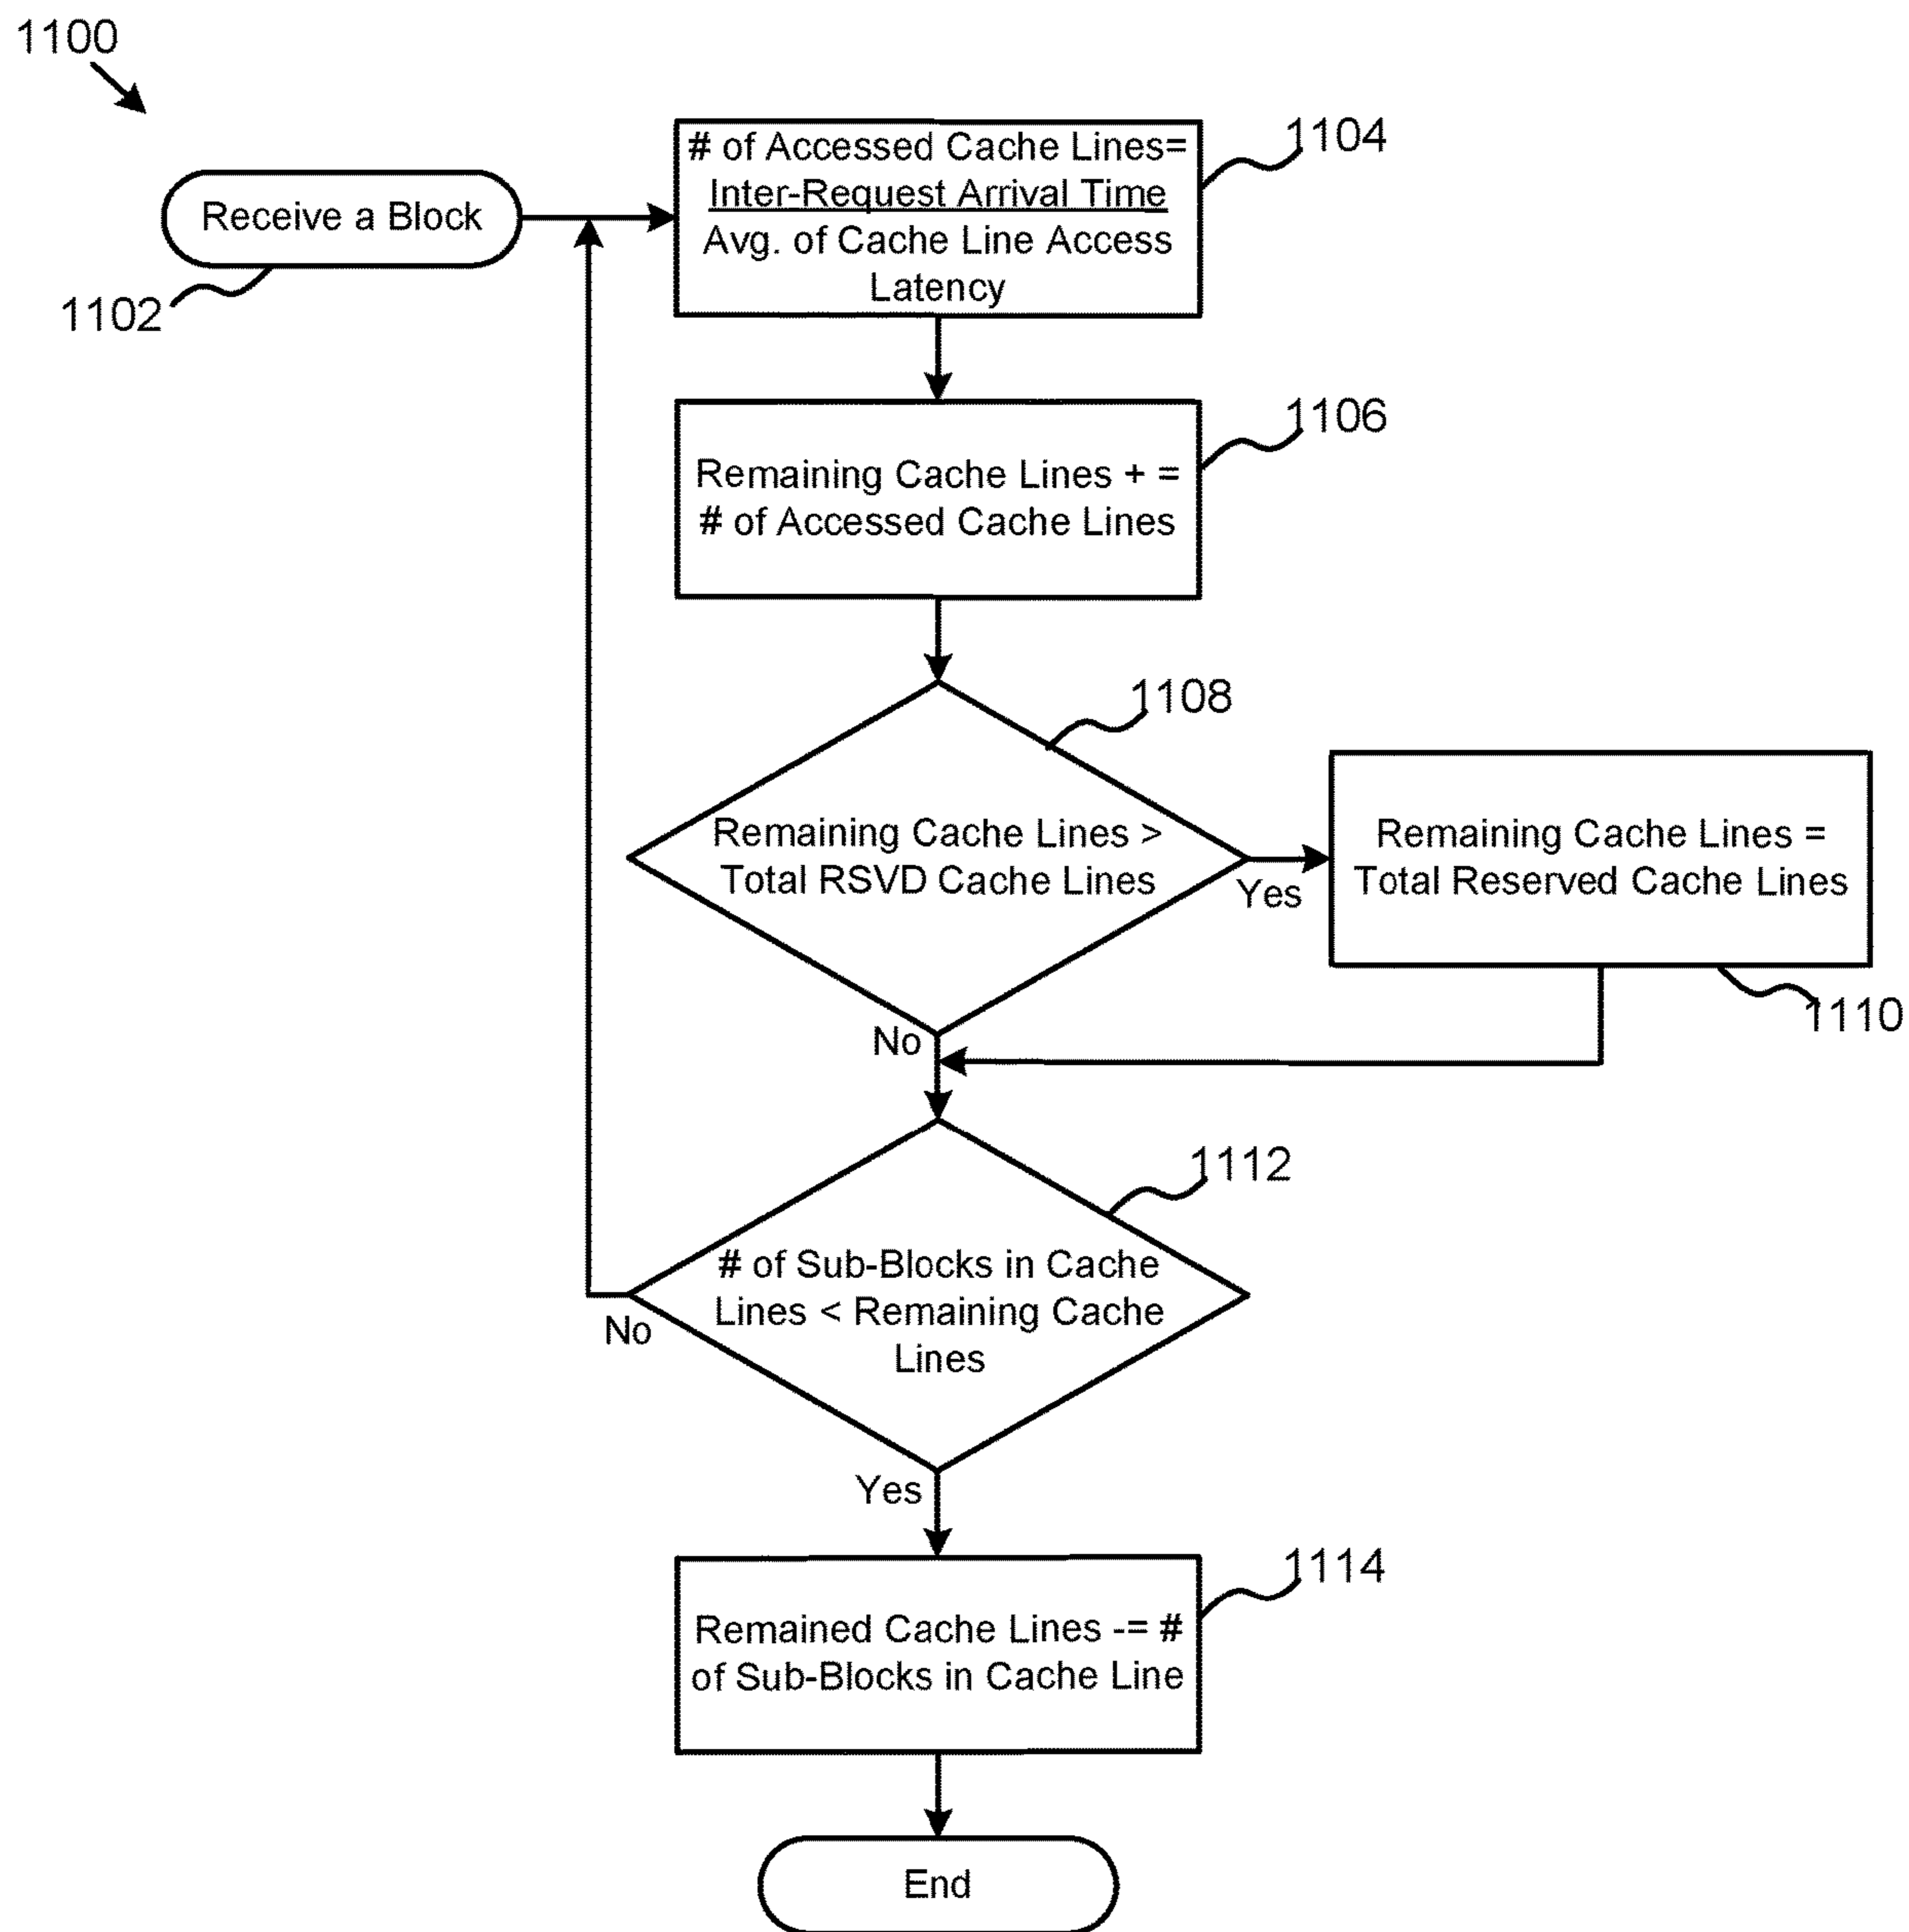 1100
Receive a Block
1102
# of Accessed Cache Lines=
Inter-Request Arrival Time
Avg. of Cache Line Access
Latency
1104
Remaining Cache Lines + =
# of Accessed Cache Lines
1106
Remaining Cache Lines >
Total RSVD Cache Lines
1108
Yes
Remaining Cache Lines =
Total Reserved Cache Lines
1110
No
# of Sub-Blocks in Cache
Lines < Remaining Cache
Lines
1112
No
Yes
Remained Cache Lines -= #
of Sub-Blocks in Cache Line
1114
End